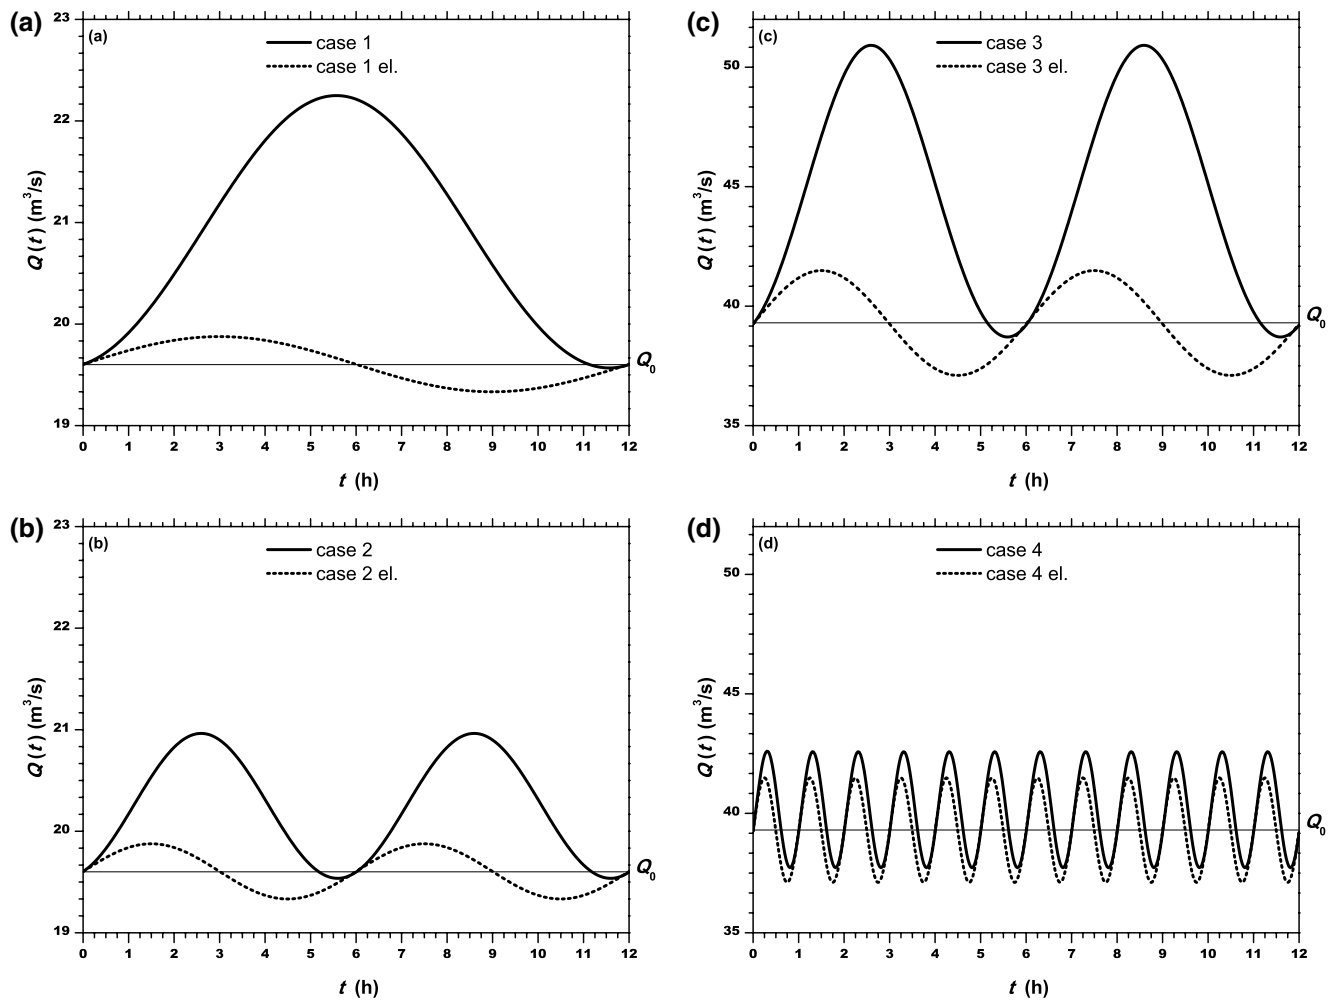 (a)
(a)
case 1
case 1 el.
23
22
21
20
19
Q(t) (m³/s)
Q₀
0 1 2 3 4 5 6 7 8 9 10 11 12
t (h)
(c)
(c)
case 3
case 3 el.
50
45
40
35
Q(t) (m³/s)
Q₀
0 1 2 3 4 5 6 7 8 9 10 11 12
t (h)
(b)
(b)
case 2
case 2 el.
23
22
21
20
19
Q(t) (m³/s)
Q₀
0 1 2 3 4 5 6 7 8 9 10 11 12
t (h)
(d)
(d)
case 4
case 4 el.
50
45
40
35
Q(t) (m³/s)
Q₀
0 1 2 3 4 5 6 7 8 9 10 11 12
t (h)